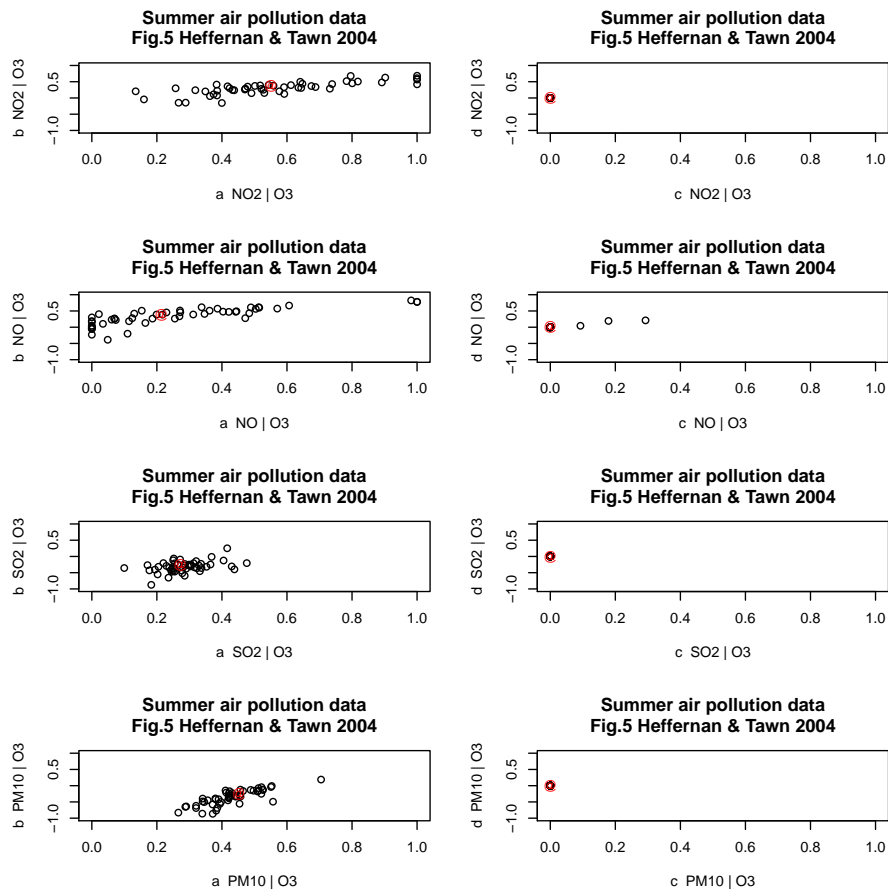 Summer air pollution data
Fig.5 Heffernan & Tawn 2004
b NO2 | O3
−1.0 0.5
0.0 0.2 0.4 0.6 0.8 1.0
a NO2 | O3
Summer air pollution data
Fig.5 Heffernan & Tawn 2004
d NO2 | O3
−1.0 0.5
0.0 0.2 0.4 0.6 0.8 1.0
c NO2 | O3
Summer air pollution data
Fig.5 Heffernan & Tawn 2004
b NO | O3
−1.0 0.5
0.0 0.2 0.4 0.6 0.8 1.0
a NO | O3
Summer air pollution data
Fig.5 Heffernan & Tawn 2004
d NO | O3
−1.0 0.5
0.0 0.2 0.4 0.6 0.8 1.0
c NO | O3
Summer air pollution data
Fig.5 Heffernan & Tawn 2004
b SO2 | O3
−1.0 0.5
0.0 0.2 0.4 0.6 0.8 1.0
a SO2 | O3
Summer air pollution data
Fig.5 Heffernan & Tawn 2004
d SO2 | O3
−1.0 0.5
0.0 0.2 0.4 0.6 0.8 1.0
c SO2 | O3
Summer air pollution data
Fig.5 Heffernan & Tawn 2004
b PM10 | O3
−1.0 0.5
0.0 0.2 0.4 0.6 0.8 1.0
a PM10 | O3
Summer air pollution data
Fig.5 Heffernan & Tawn 2004
d PM10 | O3
−1.0 0.5
0.0 0.2 0.4 0.6 0.8 1.0
c PM10 | O3